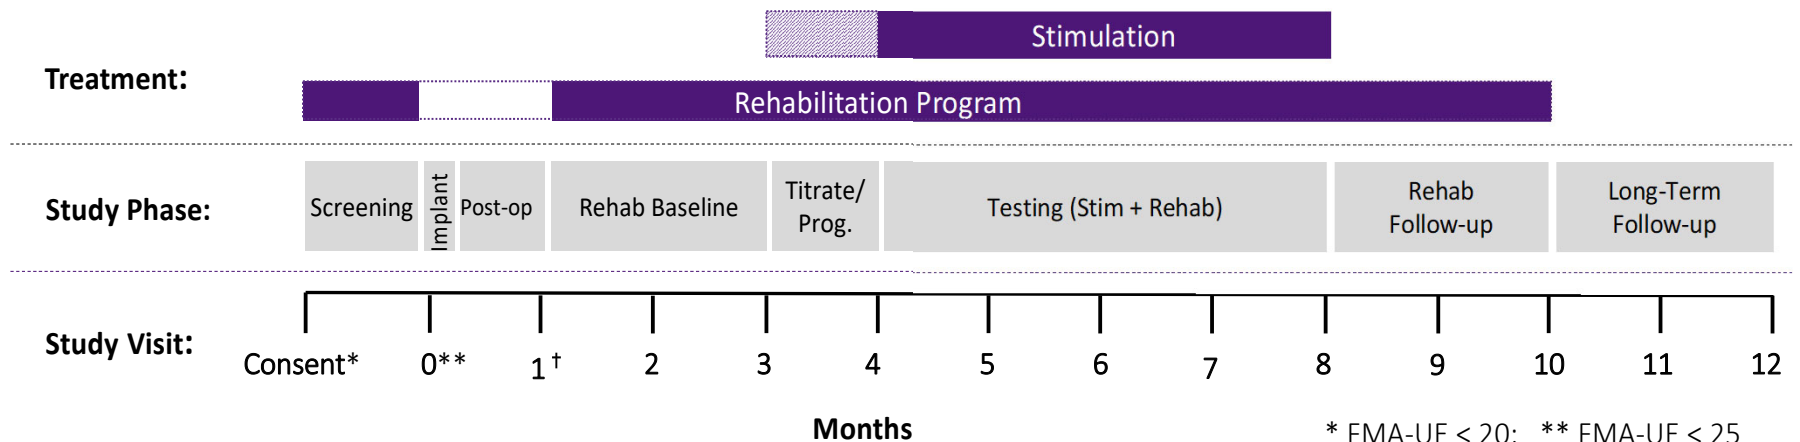 Stimulation
Treatment:
Rehabilitation Program
Study Phase:
Screening
Implant
Post-op
Rehab Baseline
Titrate/
Prog.
Testing (Stim + Rehab)
Rehab
Follow-up
Long-Term
Follow-up
Study Visit:
Consent* 0** 1† 2 3 4 5 6 7 8 9 10 11 12
Months
* FMA-UE < 20; ** FMA-UE < 25